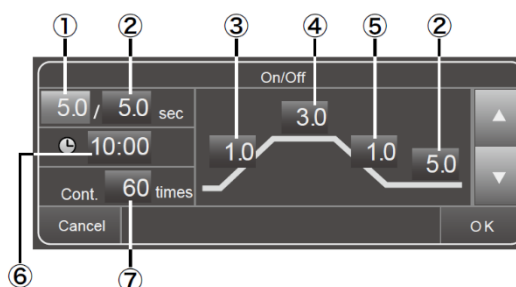 ① ② ③ ④ ⑤ ②
On/Off
5.0 / 5.0 sec
3.0
1.0 1.0 5.0
10:00
Cont. 60 times
Cancel OK
⑥ ⑦